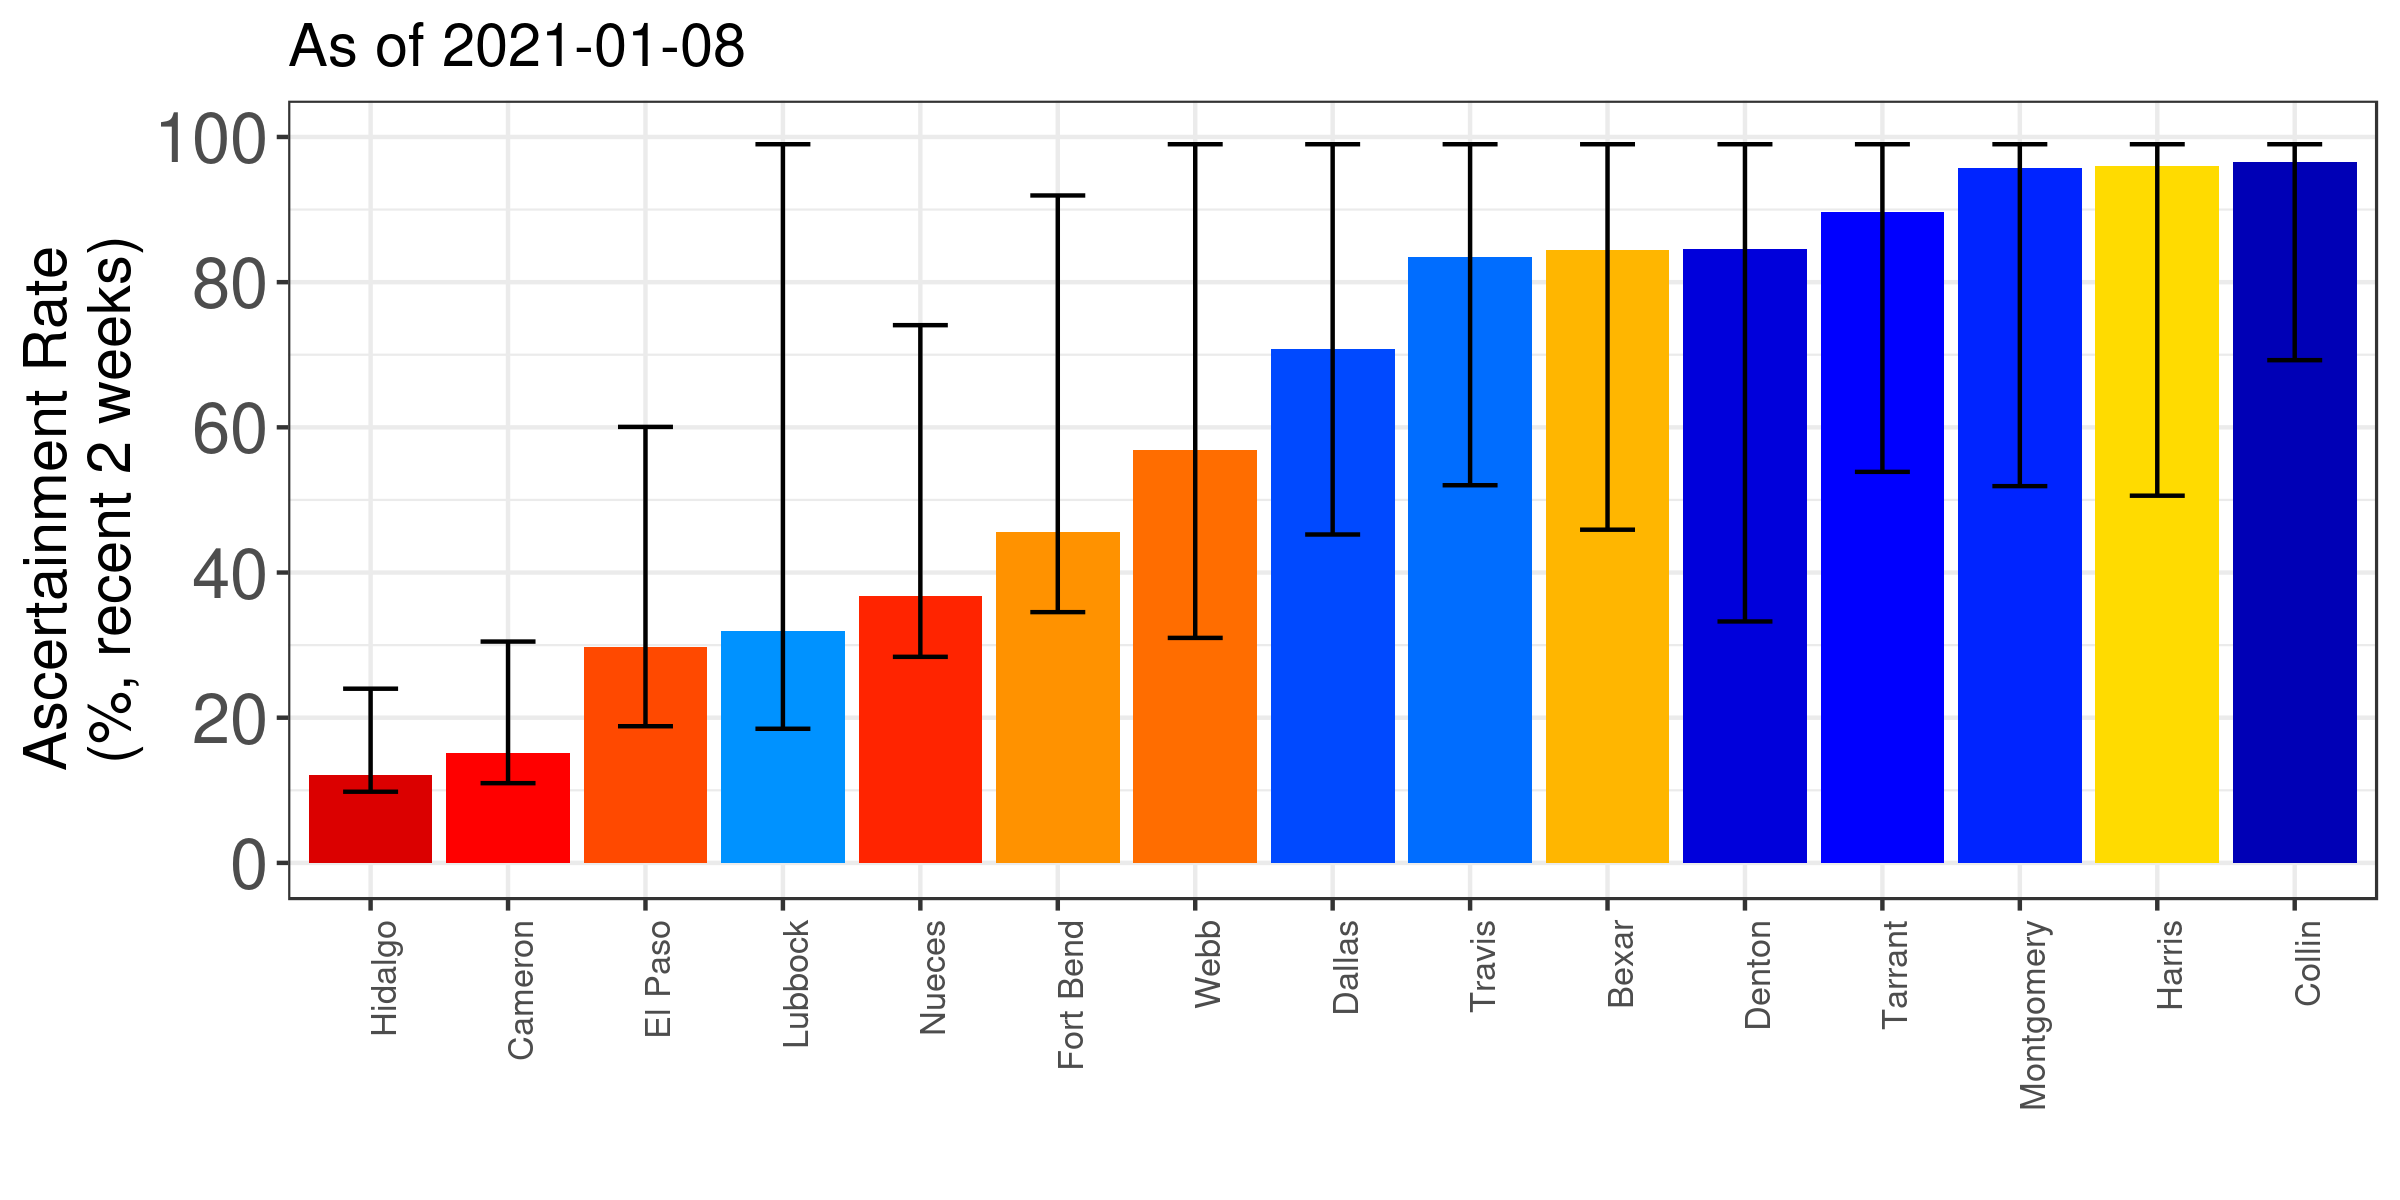 As of 2021-01-08
Ascertainment Rate
(%, recent 2 weeks)
100
80
60
40
20
0
Hidalgo
Cameron
El Paso
Lubbock
Nueces
Fort Bend
Webb
Dallas
Travis
Bexar
Denton
Tarrant
Montgomery
Harris
Collin